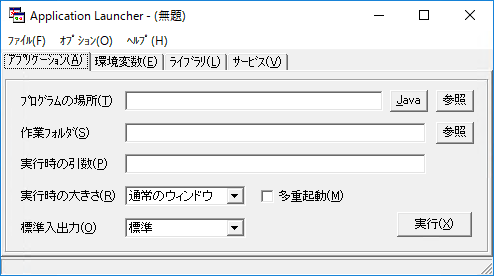 Application Launcher - (無題)
ﾌｧｲﾙ(F) ｵﾌﾟｼｮﾝ(O) ﾍﾙﾌﾟ(H)
ｱﾌﾟﾘｹｰｼｮﾝ(A) 環境変数(E) ﾗｲﾌﾞﾗﾘ(L) ｻｰﾋﾞｽ(V)
ﾌﾟﾛｸﾞﾗﾑの場所(T) Java 参照
作業ﾌｫﾙﾀﾞ(S) 参照
実行時の引数(P)
実行時の大きさ(R) 通常のウィンドウ 多重起動(M)
標準入出力(O) 標準 実行(X)